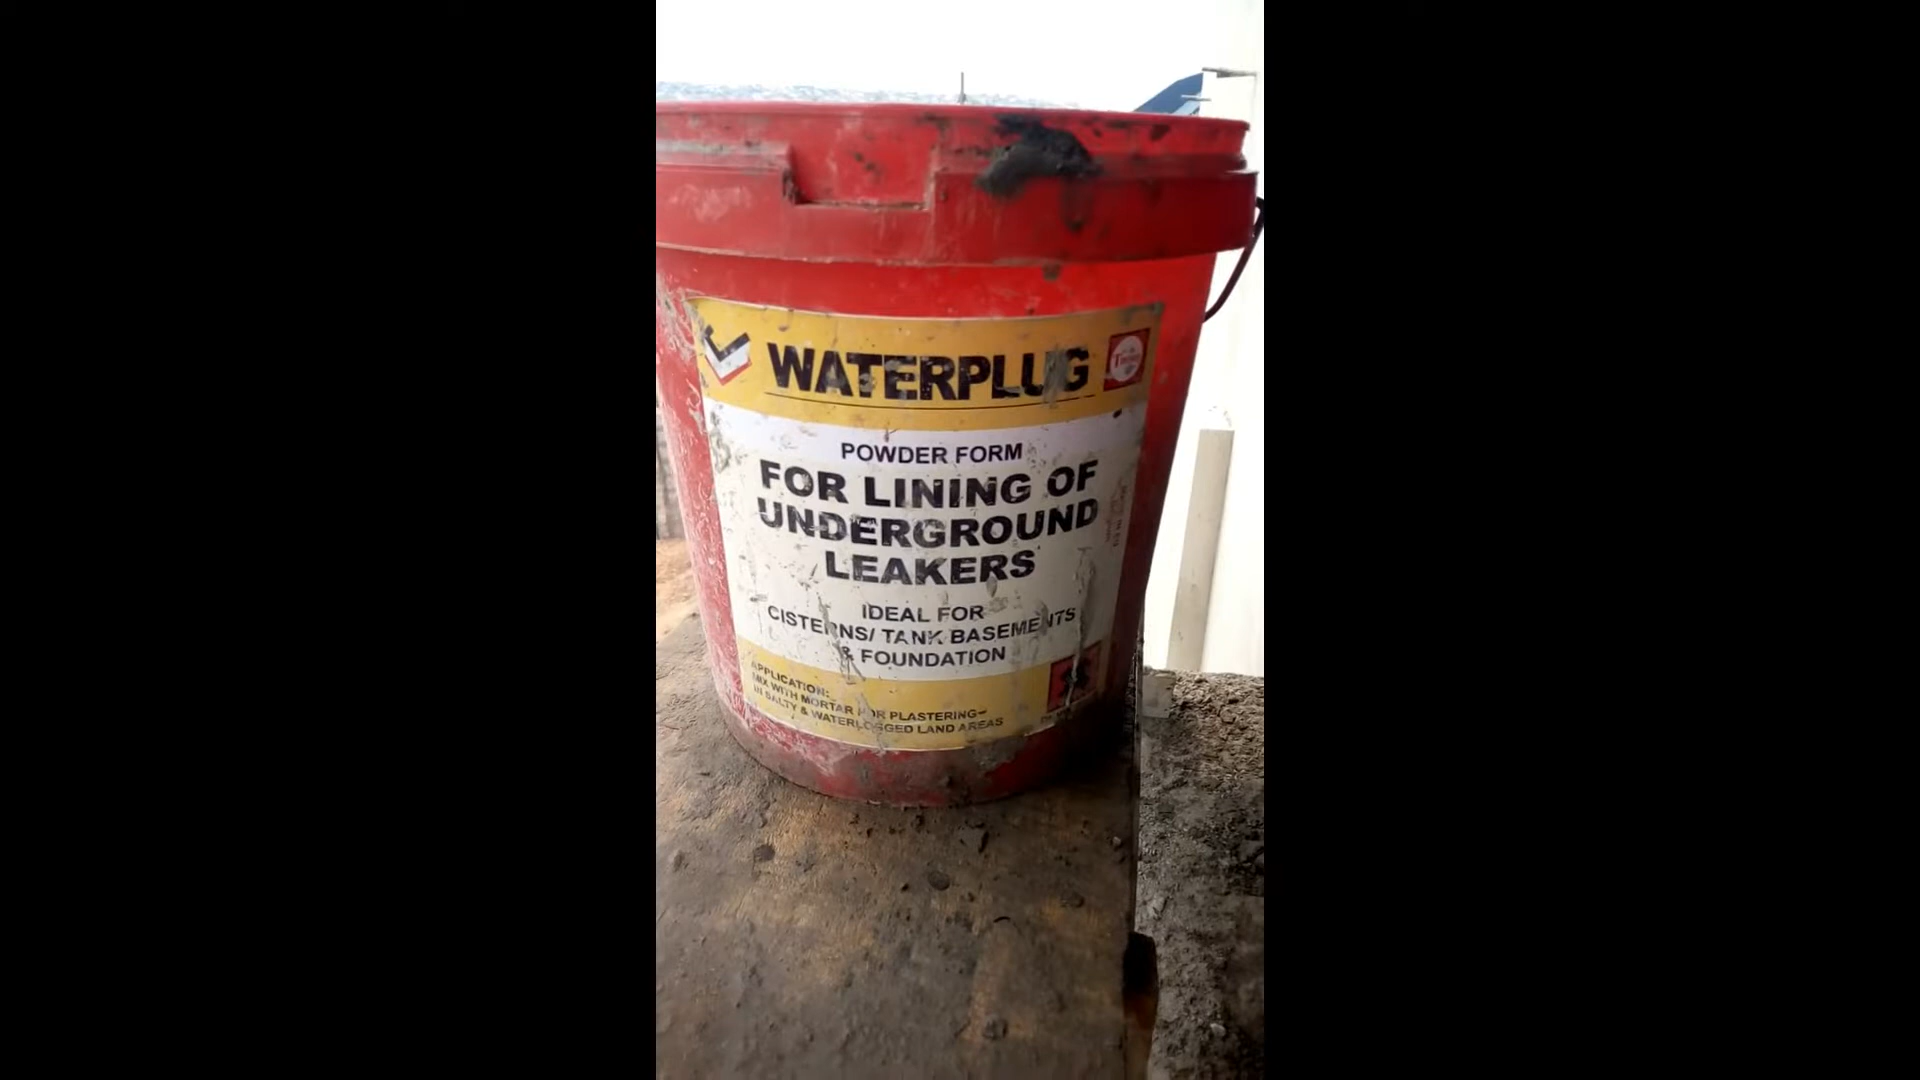 WATERPLUG
POWDER FORM
FOR LINING OF
UNDERGROUND
LEAKERS
IDEAL FOR
CISTERNS/ TANK BASEMENTS
& FOUNDATION
APPLICATION:
MIX WITH MORTAR FOR PLASTERING–
IN SALTY & WATERLOGGED LAND AREAS